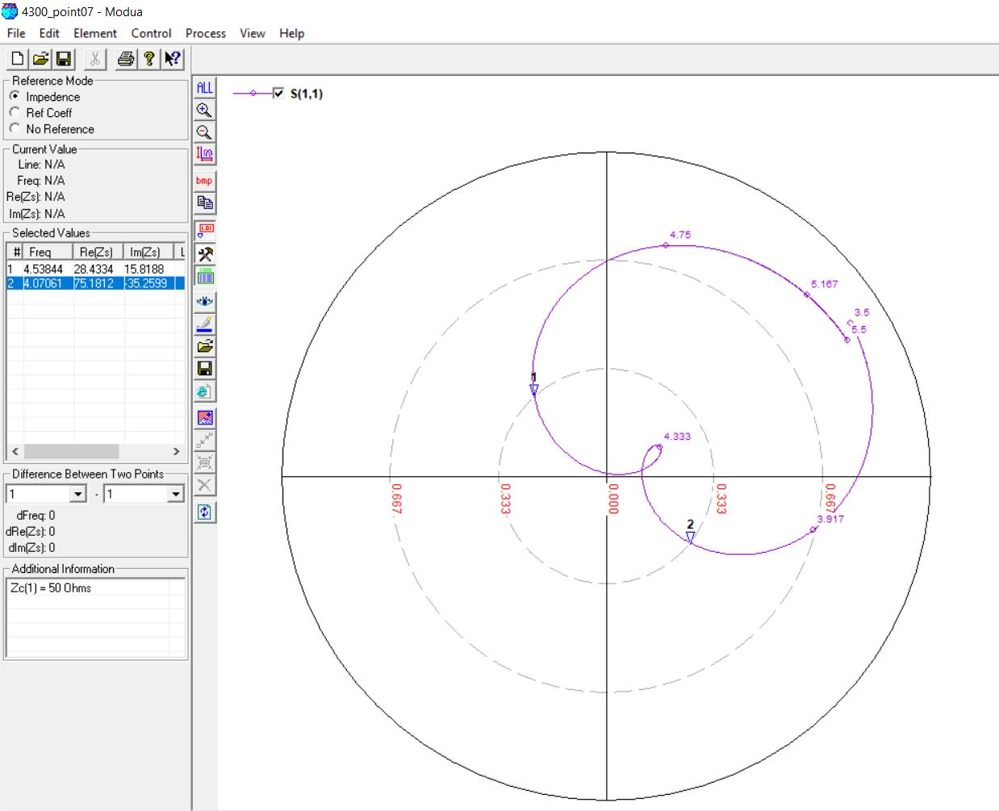 4300_point07 - Modua
File Edit Element Control Process View Help
Reference Mode
Impedence
Ref Coeff
No Reference
Current Value
Line: N/A
Freq: N/A
Re(Zs): N/A
Im(Zs): N/A
Selected Values
# Freq Re(Zs) Im(Zs) L
1 4.53844 28.4334 15.8188
2 4.07061 75.1812 -35.2599
Difference Between Two Points
1 - 1
dFreq: 0
dRe(Zs): 0
dIm(Zs): 0
Additional Information
Zc(1) = 50 Ohms
ALL
bmp
1.01
S(1,1)
4.75
5.167
3.5
5.5
1
4.333
0.667
0.333
0.000
0.333
0.667
3.917
2